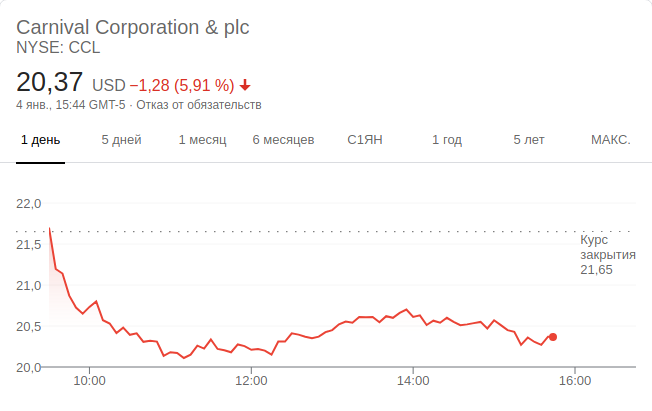 Carnival Corporation & plc
NYSE: CCL
20,37 USD −1,28 (5,91 %)
4 янв., 15:44 GMT-5 · Отказ от обязательств
1 день 5 дней 1 месяц 6 месяцев С1ЯН 1 год 5 лет МАКС.
22,0
Курс
закрытия
21,65
21,5
21,0
20,5
20,0
10:00 12:00 14:00 16:00